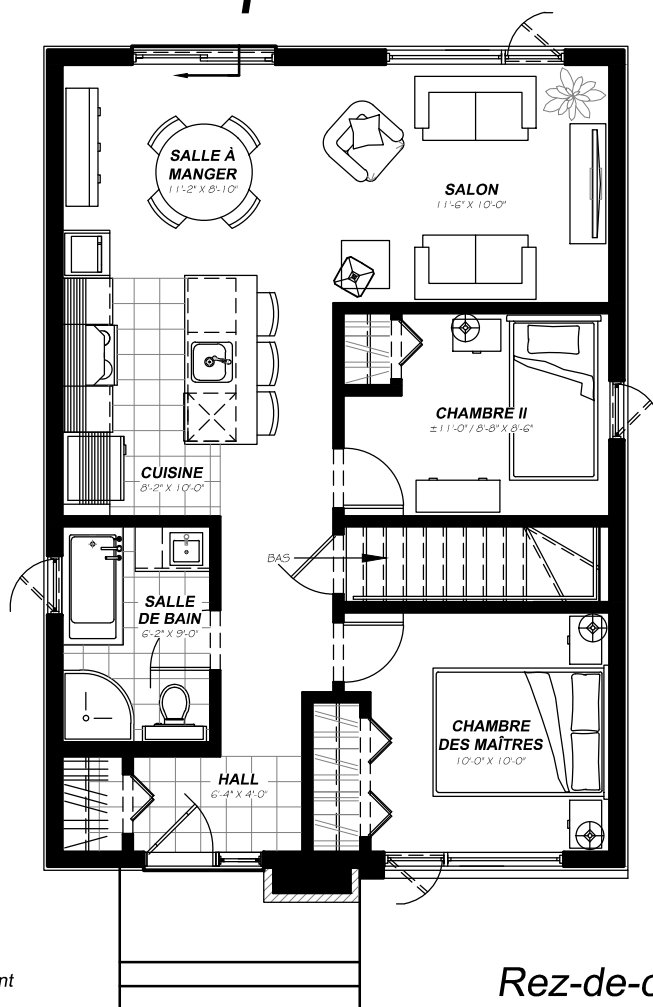 SALLE À
MANGER
11'-2" X 8'-10"
SALON
11'-6" X 10'-0"
CHAMBRE II
±11'-0" / 8'-8" X 8'-6"
CUISINE
8'-2" X 10'-0"
BAS
SALLE
DE BAIN
6'-2" X 9'-0"
CHAMBRE
DES MAÎTRES
10'-0" X 10'-0"
HALL
6'-4" X 4'-0"
nt
Rez-de-c